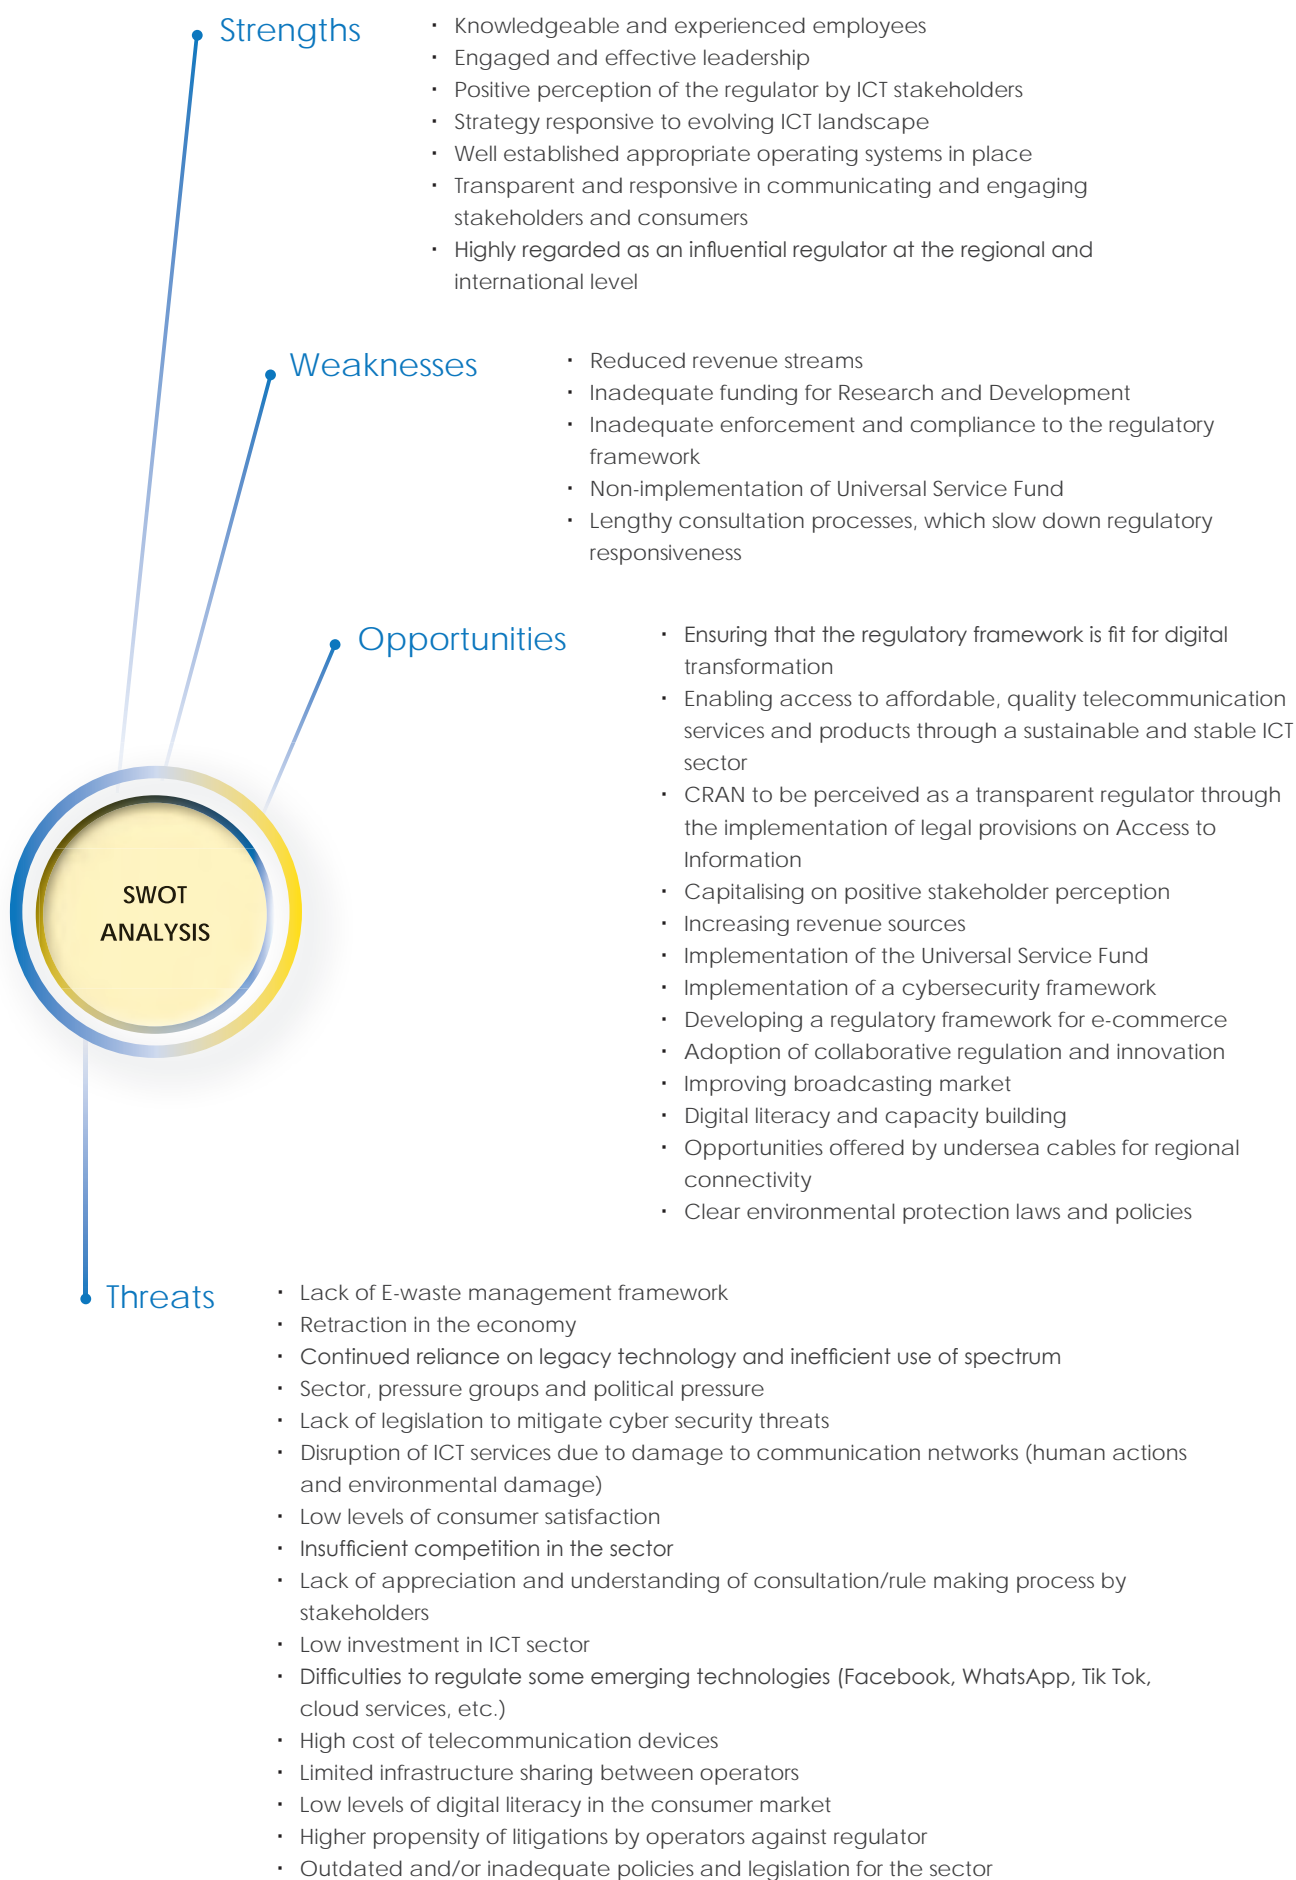 Strengths
· Knowledgeable and experienced employees
· Engaged and effective leadership
· Positive perception of the regulator by ICT stakeholders
· Strategy responsive to evolving ICT landscape
· Well established appropriate operating systems in place
· Transparent and responsive in communicating and engaging
stakeholders and consumers
· Highly regarded as an influential regulator at the regional and
international level
Weaknesses
· Reduced revenue streams
· Inadequate funding for Research and Development
· Inadequate enforcement and compliance to the regulatory
framework
· Non-implementation of Universal Service Fund
· Lengthy consultation processes, which slow down regulatory
responsiveness
Opportunities
· Ensuring that the regulatory framework is fit for digital
transformation
· Enabling access to affordable, quality telecommunication
services and products through a sustainable and stable ICT
sector
· CRAN to be perceived as a transparent regulator through
the implementation of legal provisions on Access to
Information
· Capitalising on positive stakeholder perception
· Increasing revenue sources
· Implementation of the Universal Service Fund
· Implementation of a cybersecurity framework
· Developing a regulatory framework for e-commerce
· Adoption of collaborative regulation and innovation
· Improving broadcasting market
· Digital literacy and capacity building
· Opportunities offered by undersea cables for regional
connectivity
· Clear environmental protection laws and policies
SWOT
ANALYSIS
Threats
· Lack of E-waste management framework
· Retraction in the economy
· Continued reliance on legacy technology and inefficient use of spectrum
· Sector, pressure groups and political pressure
· Lack of legislation to mitigate cyber security threats
· Disruption of ICT services due to damage to communication networks (human actions
and environmental damage)
· Low levels of consumer satisfaction
· Insufficient competition in the sector
· Lack of appreciation and understanding of consultation/rule making process by
stakeholders
· Low investment in ICT sector
· Difficulties to regulate some emerging technologies (Facebook, WhatsApp, Tik Tok,
cloud services, etc.)
· High cost of telecommunication devices
· Limited infrastructure sharing between operators
· Low levels of digital literacy in the consumer market
· Higher propensity of litigations by operators against regulator
· Outdated and/or inadequate policies and legislation for the sector